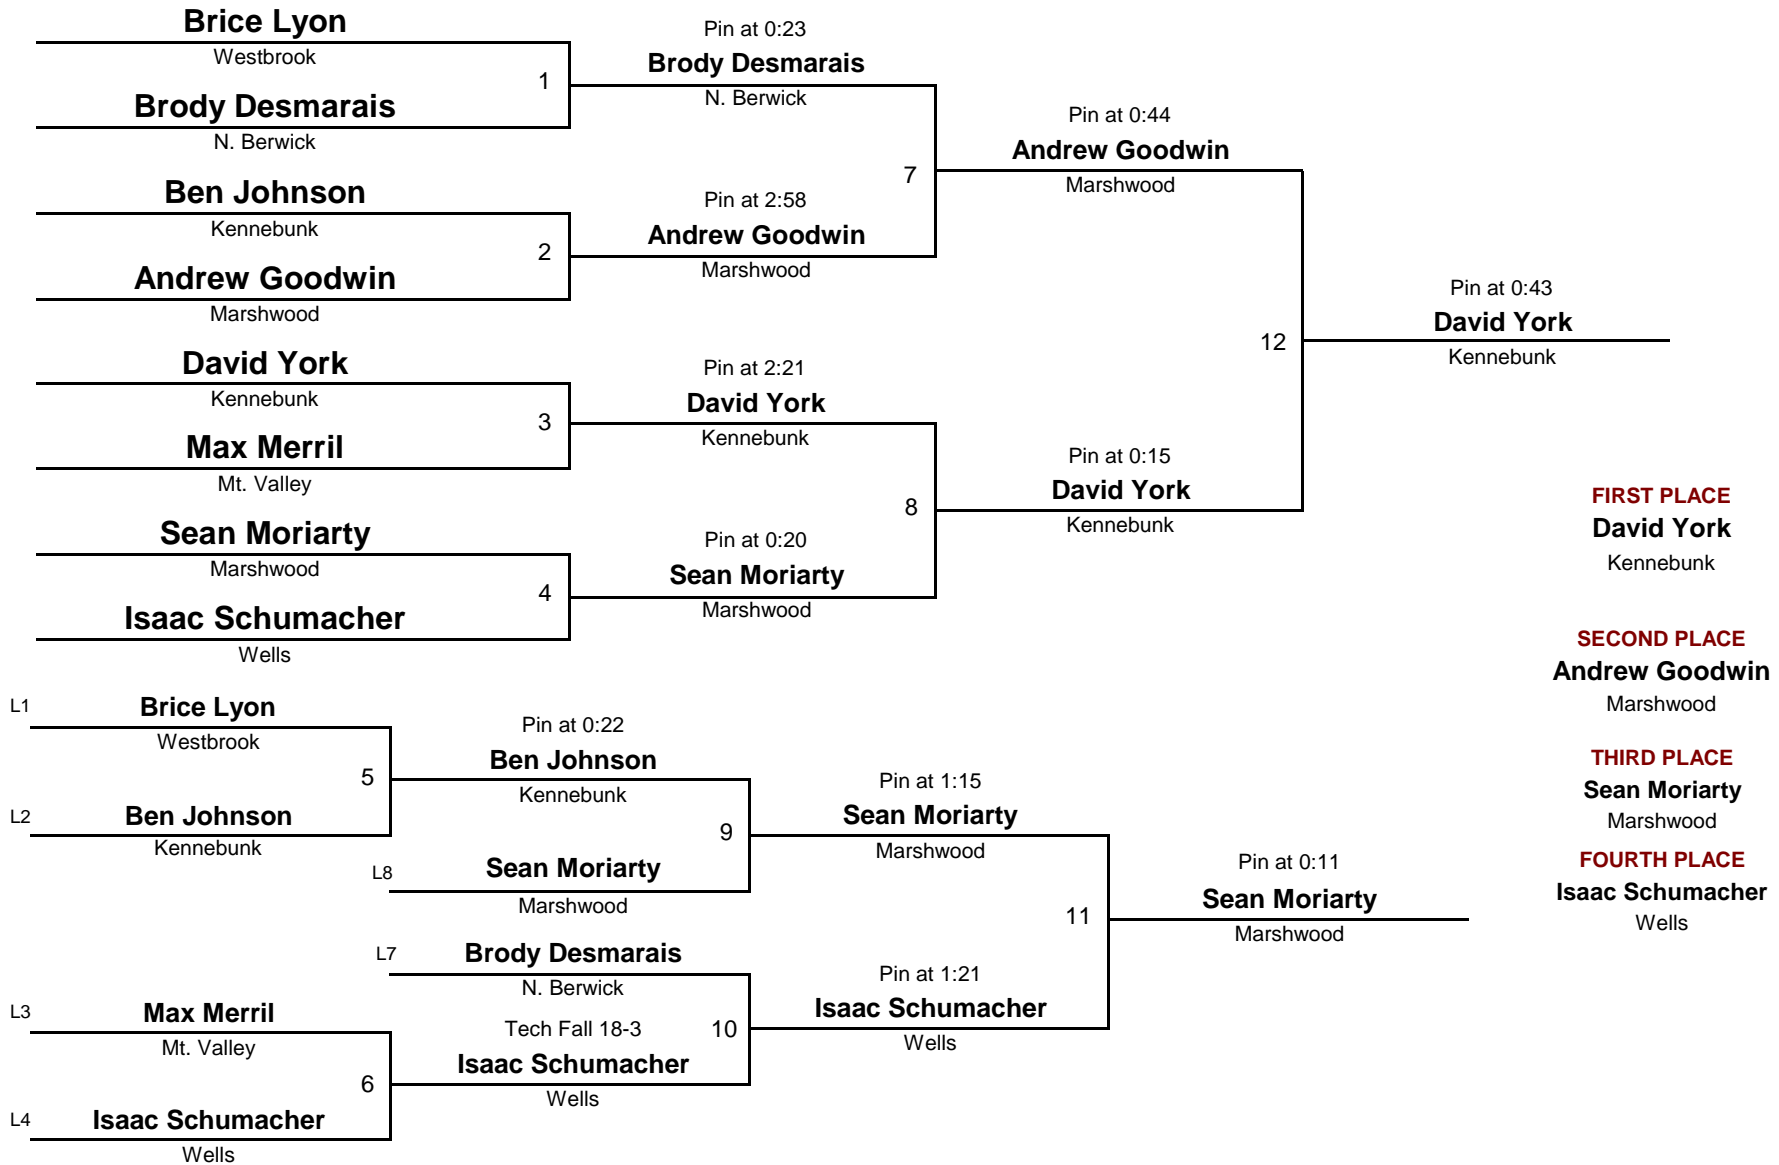 Brice Lyon
Westbrook
1
Brody Desmarais
N. Berwick
Ben Johnson
Kennebunk
2
Andrew Goodwin
Marshwood
David York
Kennebunk
3
Max Merril
Mt. Valley
Sean Moriarty
Marshwood
4
Isaac Schumacher
Wells
Pin at 0:23
Brody Desmarais
N. Berwick
7
Pin at 2:58
Andrew Goodwin
Marshwood
Pin at 2:21
David York
Kennebunk
8
Pin at 0:20
Sean Moriarty
Marshwood
Pin at 0:44
Andrew Goodwin
Marshwood
12
Pin at 0:15
David York
Kennebunk
Pin at 0:43
David York
Kennebunk
FIRST PLACE
David York
Kennebunk
SECOND PLACE
Andrew Goodwin
Marshwood
THIRD PLACE
Sean Moriarty
Marshwood
FOURTH PLACE
Isaac Schumacher
Wells
L1
Brice Lyon
Westbrook
5
L2
Ben Johnson
Kennebunk
L3
Max Merril
Mt. Valley
6
L4
Isaac Schumacher
Wells
Pin at 0:22
Ben Johnson
Kennebunk
9
L8
Sean Moriarty
Marshwood
L7
Brody Desmarais
N. Berwick
Tech Fall 18-3
10
Isaac Schumacher
Wells
Pin at 1:15
Sean Moriarty
Marshwood
11
Pin at 1:21
Isaac Schumacher
Wells
Pin at 0:11
Sean Moriarty
Marshwood